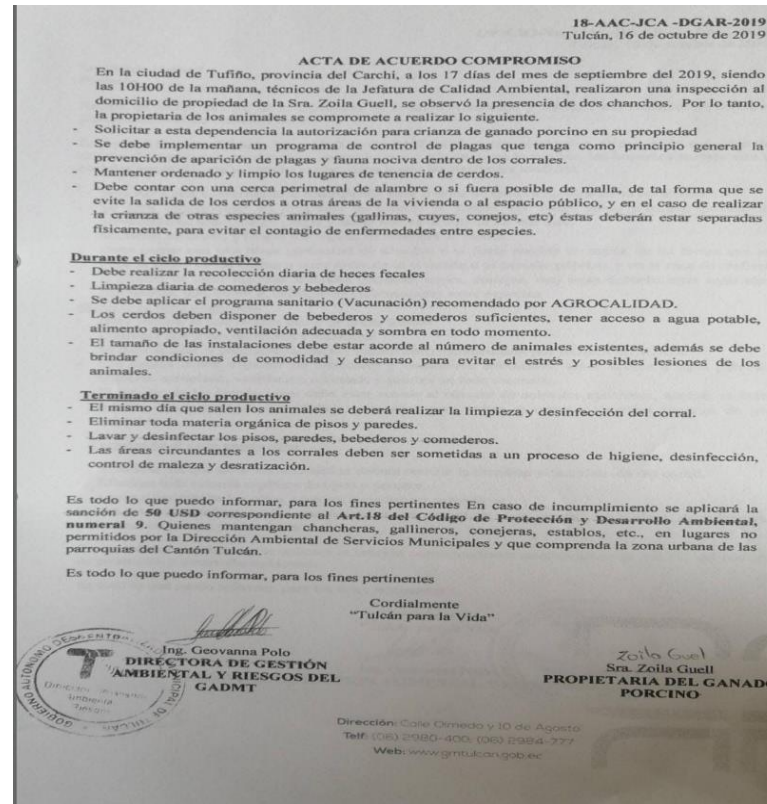 18-AAC-JCA -DGAR-2019
Tulcán, 16 de octubre de 2019
ACTA DE ACUERDO COMPROMISO
En la ciudad de Tufiño, provincia del Carchi, a los 17 días del mes de septiembre del 2019, siendo
las 10H00 de la mañana, técnicos de la Jefatura de Calidad Ambiental, realizaron una inspección al
domicilio de propiedad de la Sra. Zoila Guell, se observó la presencia de dos chanchos. Por lo tanto,
la propietaria de los animales se compromete a realizar lo siguiente.
- Solicitar a esta dependencia la autorización para crianza de ganado porcino en su propiedad
- Se debe implementar un programa de control de plagas que tenga como principio general la
prevención de aparición de plagas y fauna nociva dentro de los corrales.
- Mantener ordenado y limpio los lugares de tenencia de cerdos.
- Debe contar con una cerca perimetral de alambre o si fuera posible de malla, de tal forma que se
evite la salida de los cerdos a otras áreas de la vivienda o al espacio público, y en el caso de realizar
la crianza de otras especies animales (gallinas, cuyes, conejos, etc) éstas deberán estar separadas
físicamente, para evitar el contagio de enfermedades entre especies.
Durante el ciclo productivo
- Debe realizar la recolección diaria de heces fecales
- Limpieza diaria de comederos y bebederos
- Se debe aplicar el programa sanitario (Vacunación) recomendado por AGROCALIDAD.
- Los cerdos deben disponer de bebederos y comederos suficientes, tener acceso a agua potable,
alimento apropiado, ventilación adecuada y sombra en todo momento.
- El tamaño de las instalaciones debe estar acorde al número de animales existentes, además se debe
brindar condiciones de comodidad y descanso para evitar el estrés y posibles lesiones de los
animales.
Terminado el ciclo productivo
- El mismo día que salen los animales se deberá realizar la limpieza y desinfección del corral.
- Eliminar toda materia orgánica de pisos y paredes.
- Lavar y desinfectar los pisos, paredes, bebederos y comederos.
- Las áreas circundantes a los corrales deben ser sometidas a un proceso de higiene, desinfección,
control de maleza y desratización.
Es todo lo que puedo informar, para los fines pertinentes En caso de incumplimiento se aplicará la
sanción de 50 USD correspondiente al Art.18 del Código de Protección y Desarrollo Ambiental,
numeral 9. Quienes mantengan chancheras, gallineros, conejeras, establos, etc., en lugares no
permitidos por la Dirección Ambiental de Servicios Municipales y que comprenda la zona urbana de las
parroquias del Cantón Tulcán.
Es todo lo que puedo informar, para los fines pertinentes
Cordialmente
"Tulcán para la Vida"
Ing. Geovanna Polo
DIRECTORA DE GESTIÓN
AMBIENTAL Y RIESGOS DEL
GADMT
Zoila Guel
Sra. Zoila Guell
PROPIETARIA DEL GANADO
PORCINO
Dirección: Calle Olmedo y 10 de Agosto
Telf: (06) 2980-400, (06) 2984-777
Web: www.gmtulcan.gob.ec